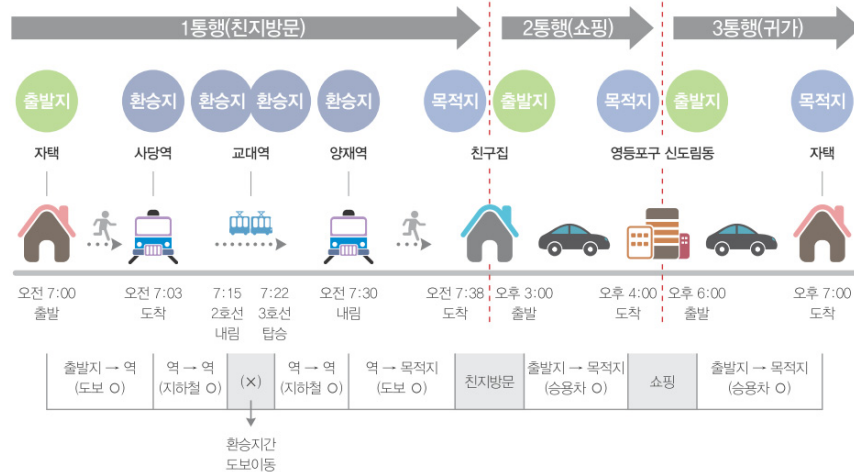 1통행(친지방문) 2통행(쇼핑) 3통행(귀가)
출발지 환승지 환승지 환승지 환승지 목적지 출발지 목적지 출발지 목적지
자택 사당역 교대역 양재역 친구집 영등포구 신도림동 자택
오전 7:00 오전 7:03 7:15 7:22 오전 7:30 오전 7:38 오후 3:00 오후 4:00 오후 6:00 오후 7:00
출발 도착 2호선 3호선 내림 도착 출발 도착 출발 도착
내림 탑승
출발지 → 역 역 → 역 (×) 역 → 역 역 → 목적지 친지방문 출발지 → 목적지 쇼핑 출발지 → 목적지
(도보 O) (지하철 O) (지하철 O) (도보 O) (승용차 O) (승용차 O)
환승지간
도보이동